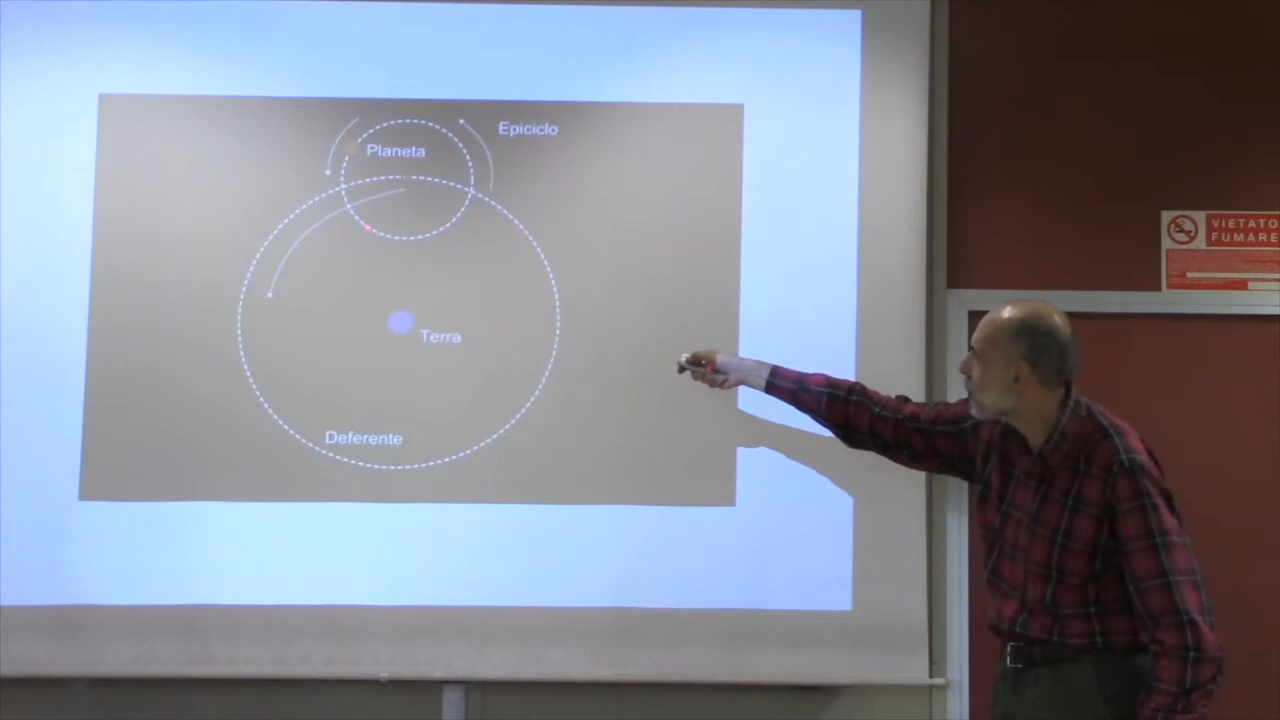 Epiciclo
Planeta
Terra
Deferente
VIETATO
FUMARE